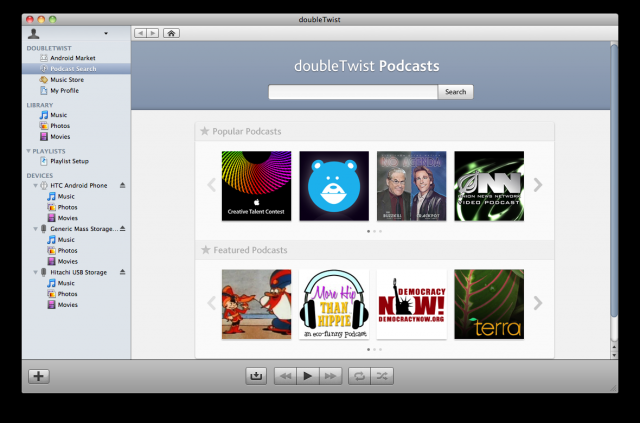 doubleTwist
DOUBLETWIST
Android Market
Podcast Search
Music Store
My Profile
LIBRARY
Music
Photos
Movies
PLAYLISTS
Playlist Setup
DEVICES
HTC Android Phone
Music
Photos
Movies
Generic Mass Storage...
Music
Photos
Movies
Hitachi USB Storage
Music
Photos
Movies
doubleTwist Podcasts
Search
Popular Podcasts
Creative Talent Contest
NN
ONION NEWS NETWORK
VIDEO PODCAST
Featured Podcasts
More Hip
THAN
HIPPIE
an eco-funny podcast
DEMOCRACY
NOW!
DEMOCRACYNOW.ORG
terra